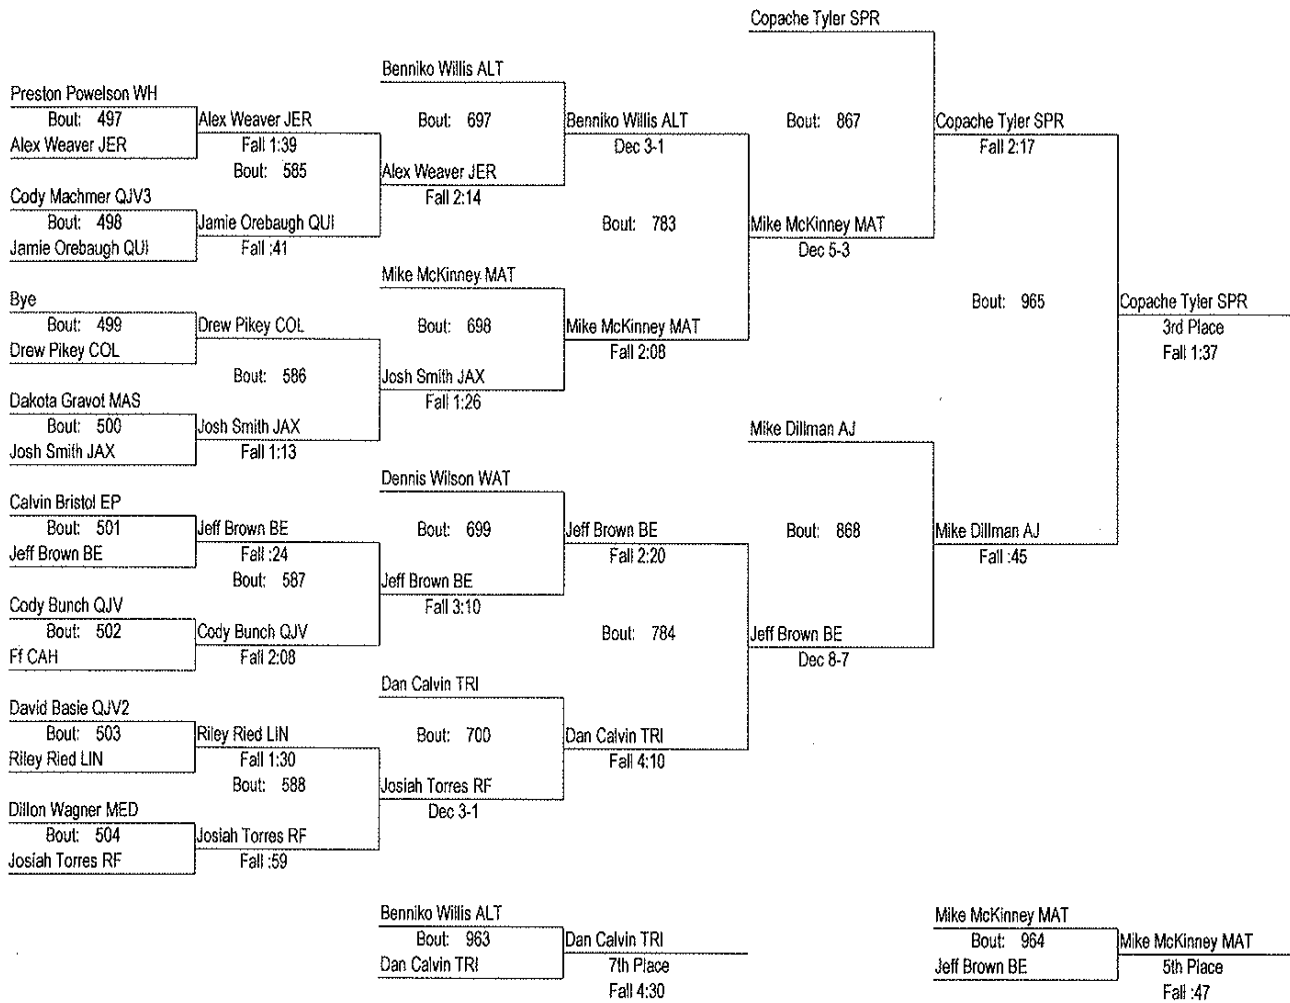 Copache Tyler SPR
Benniko Willis ALT
Preston Powelson WH
Bout: 497
Alex Weaver JER
Alex Weaver JER
Fall 1:39
Bout: 585
Bout: 697
Benniko Willis ALT
Dec 3-1
Bout: 867
Copache Tyler SPR
Fall 2:17
Alex Weaver JER
Fall 2:14
Cody Machmer QJV3
Bout: 498
Jamie Orebaugh QUI
Jamie Orebaugh QUI
Fall :41
Bout: 783
Mike McKinney MAT
Dec 5-3
Mike McKinney MAT
Bye
Bout: 499
Drew Pikey COL
Drew Pikey COL
Bout: 586
Bout: 698
Mike McKinney MAT
Fall 2:08
Bout: 965
Copache Tyler SPR
3rd Place
Fall 1:37
Josh Smith JAX
Fall 1:26
Dakota Gravot MAS
Bout: 500
Josh Smith JAX
Josh Smith JAX
Fall 1:13
Mike Dillman AJ
Dennis Wilson WAT
Calvin Bristol EP
Bout: 501
Jeff Brown BE
Jeff Brown BE
Fall :24
Bout: 587
Bout: 699
Jeff Brown BE
Fall 2:20
Bout: 868
Mike Dillman AJ
Fall :45
Jeff Brown BE
Fall 3:10
Cody Bunch QJV
Bout: 502
Ff CAH
Cody Bunch QJV
Fall 2:08
Bout: 784
Jeff Brown BE
Dec 8-7
Dan Calvin TRI
David Basie QJV2
Bout: 503
Riley Ried LIN
Riley Ried LIN
Fall 1:30
Bout: 588
Bout: 700
Dan Calvin TRI
Fall 4:10
Josiah Torres RF
Dec 3-1
Dillon Wagner MED
Bout: 504
Josiah Torres RF
Josiah Torres RF
Fall :59
Benniko Willis ALT
Bout: 963
Dan Calvin TRI
Dan Calvin TRI
7th Place
Fall 4:30
Mike McKinney MAT
Bout: 964
Jeff Brown BE
Mike McKinney MAT
5th Place
Fall :47